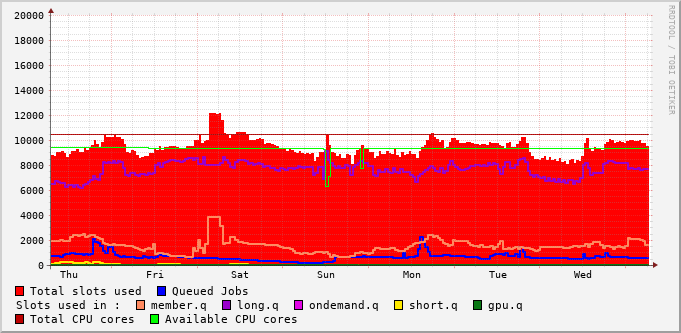 20000
18000
16000
14000
12000
10000
8000
6000
4000
2000
0
Thu Fri Sat Sun Mon Tue Wed
Total slots used Queued Jobs
Slots used in : member.q long.q ondemand.q short.q gpu.q
Total CPU cores Available CPU cores
RRDTOOL / TOBI OETIKER